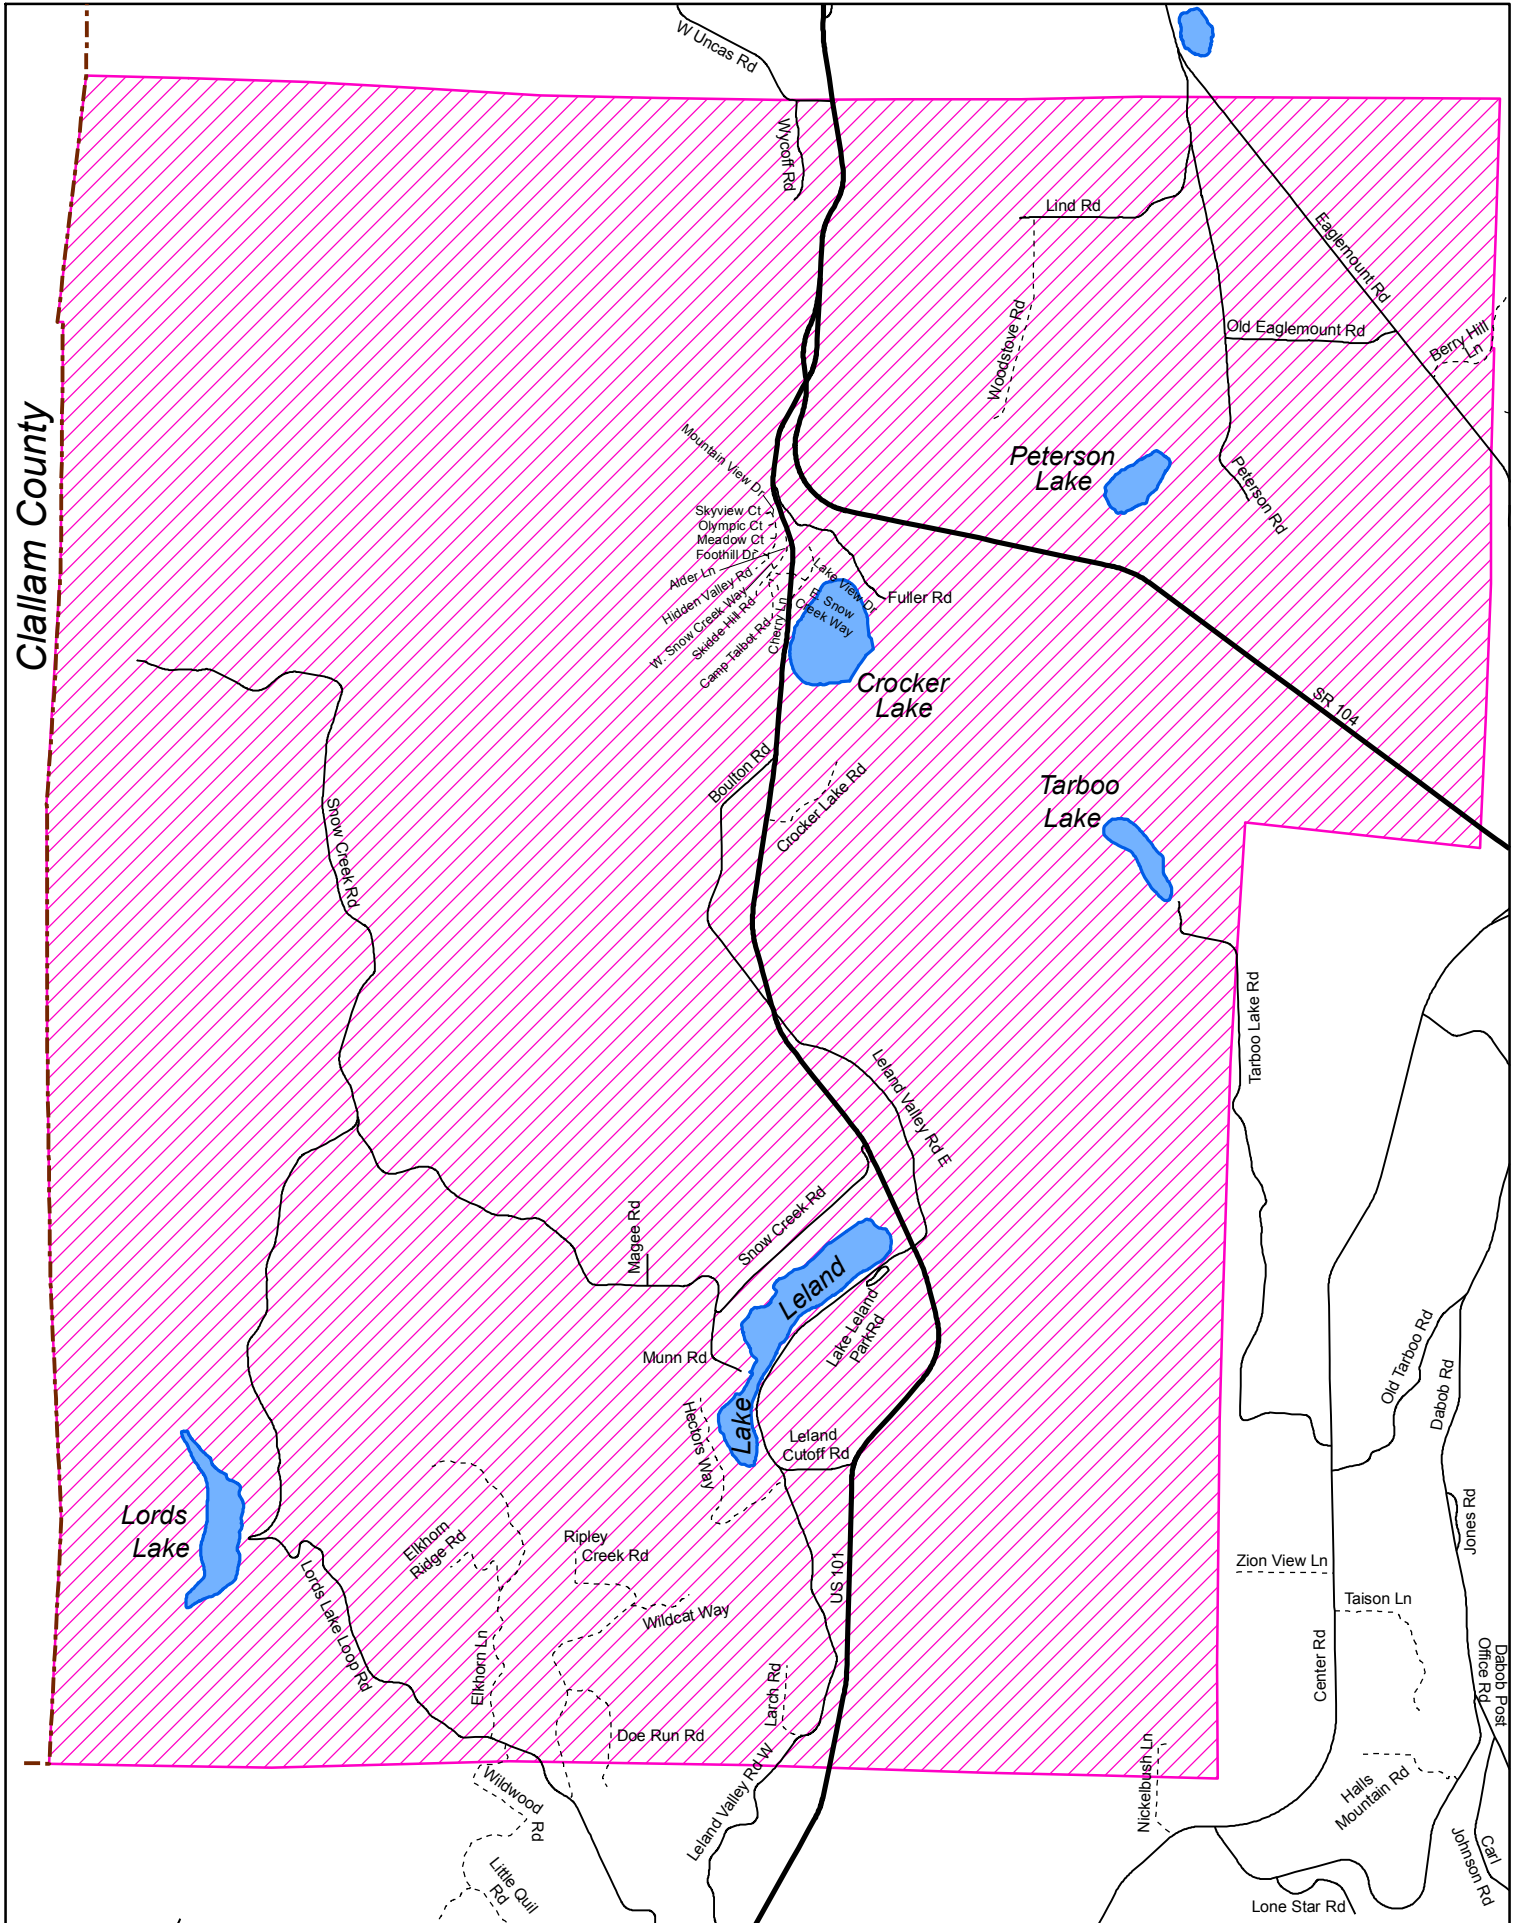 W Uncas Rd
Wycoff Rd
Lind Rd
Eaglemount Rd
Woodstove Rd
Old Eaglemount Rd
Berry Hill
Ln
Clallam County
Mountain View Dr
Peterson
Lake
Peterson Rd
Skyview Ct
Olympic Ct
Meadow Ct
Foothill Dr
Alder Ln
Hidden Valley Rd
W. Snow Creek Way
Skidde Hill Rd
Camp Talbot Rd
Cherry Ln
Lake View Dr
E
Snow
Creek Way
Fuller Rd
Crocker
Lake
SR 104
Boulton Rd
Crocker Lake Rd
Tarboo
Lake
Snow Creek Rd
Tarboo Lake Rd
Leland Valley Rd E
Magee Rd
Snow Creek Rd
Leland
Lake
Lake Leland
ParkRd
Munn Rd
Hectors Way
Leland
Cutoff Rd
Old Tarboo Rd
Dabob Rd
Lords
Lake
Elkhorn
Ridge Rd
Ripley
Creek Rd
US 101
Jones Rd
Zion View Ln
Taison Ln
Wildcat Way
Lords Lake Loop Rd
Elkhorn Ln
Larch Rd
Doe Run Rd
Center Rd
Dabob Post
Office Rd
Nickelbush Ln
Halls
Mountain Rd
Wildwood
Rd
Leland Valley Rd W
Little Quil
Rd
Carl
Johnson Rd
Lone Star Rd